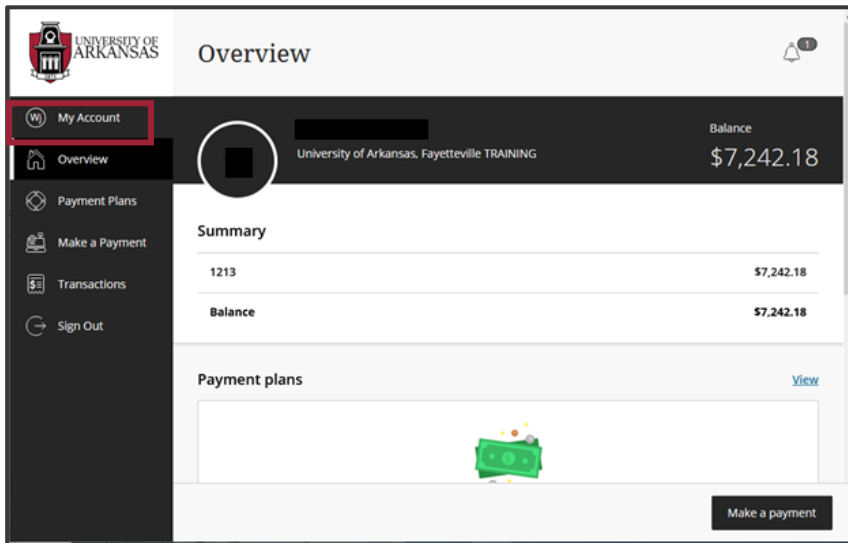 UNIVERSITY OF
ARKANSAS
Overview
1
Wj My Account
Overview
Payment Plans
Make a Payment
Transactions
Sign Out
University of Arkansas, Fayetteville TRAINING
Balance
$7,242.18
Summary
1213 $7,242.18
Balance $7,242.18
Payment plans View
Make a payment